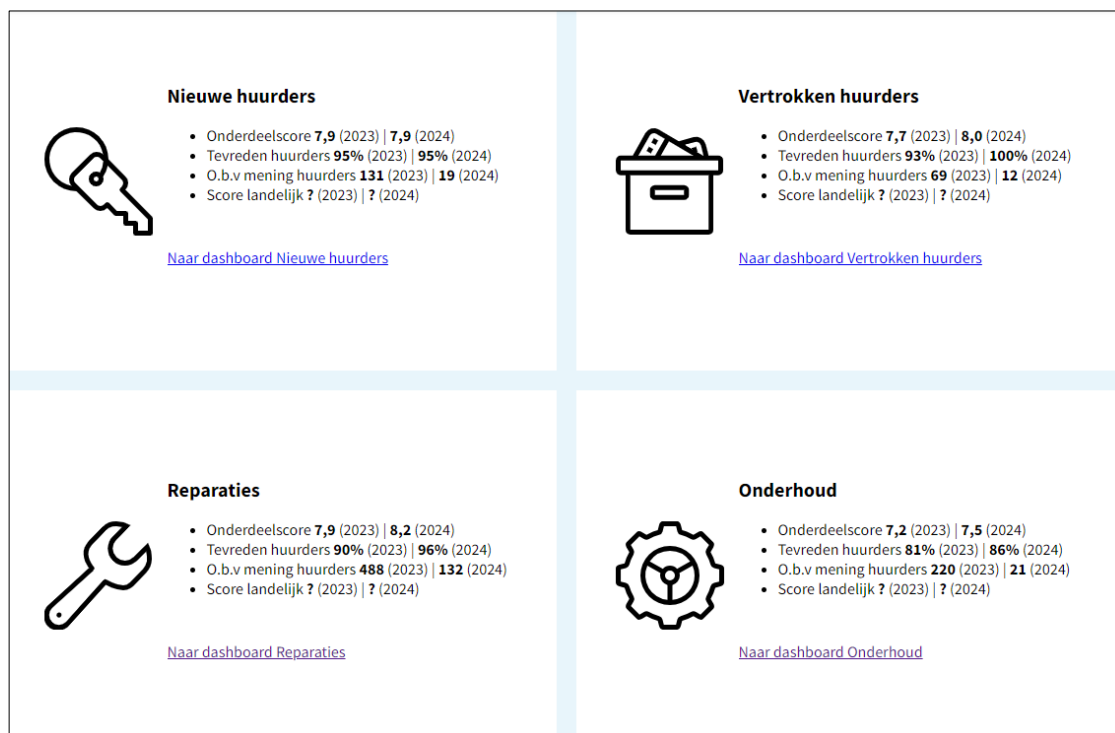 Nieuwe huurders
• Onderdeelscore 7,9 (2023) | 7,9 (2024)
• Tevreden huurders 95% (2023) | 95% (2024)
• O.b.v mening huurders 131 (2023) | 19 (2024)
• Score landelijk ? (2023) | ? (2024)
Naar dashboard Nieuwe huurders
Vertrokken huurders
• Onderdeelscore 7,7 (2023) | 8,0 (2024)
• Tevreden huurders 93% (2023) | 100% (2024)
• O.b.v mening huurders 69 (2023) | 12 (2024)
• Score landelijk ? (2023) | ? (2024)
Naar dashboard Vertrokken huurders
Reparaties
• Onderdeelscore 7,9 (2023) | 8,2 (2024)
• Tevreden huurders 90% (2023) | 96% (2024)
• O.b.v mening huurders 488 (2023) | 132 (2024)
• Score landelijk ? (2023) | ? (2024)
Naar dashboard Reparaties
Onderhoud
• Onderdeelscore 7,2 (2023) | 7,5 (2024)
• Tevreden huurders 81% (2023) | 86% (2024)
• O.b.v mening huurders 220 (2023) | 21 (2024)
• Score landelijk ? (2023) | ? (2024)
Naar dashboard Onderhoud